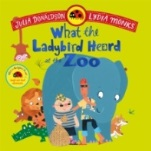 JULIA DONALDSON LYDIA MONKS
What the
Ladybird Heard
at the Zoo